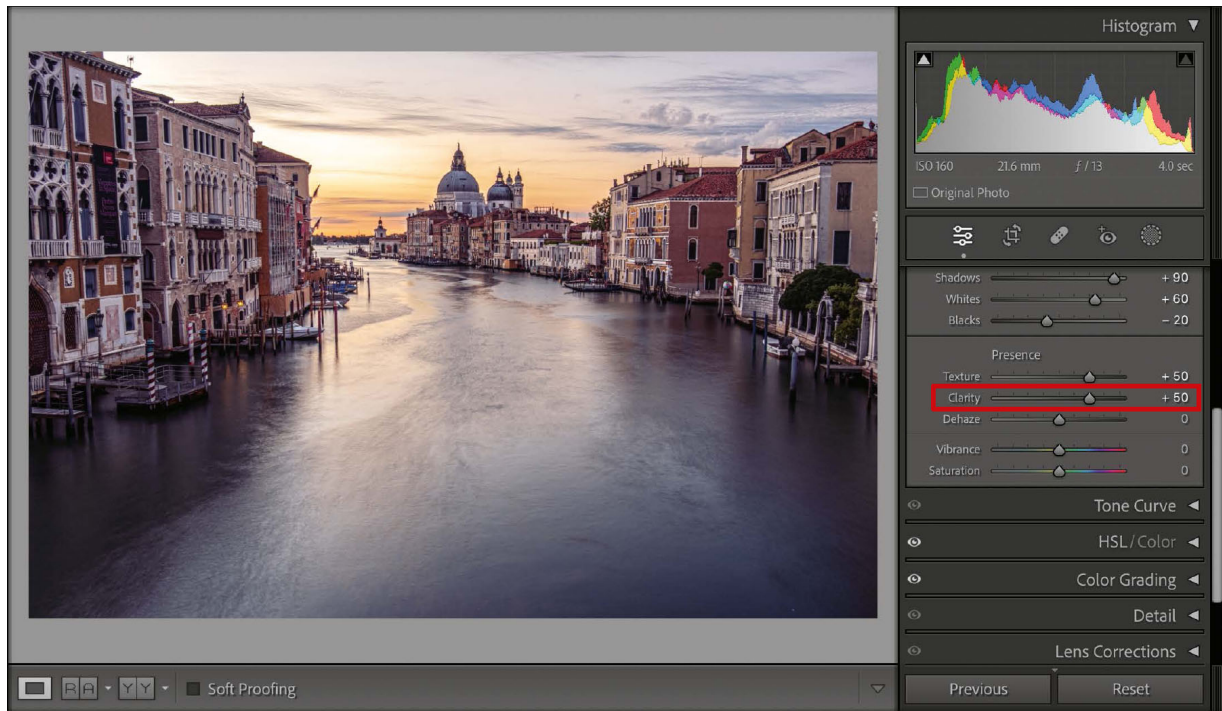 Histogram
ISO 160 21.6 mm ƒ / 13 4.0 sec
Original Photo
Shadows + 90
Whites + 60
Blacks – 20
Presence
Texture + 50
Clarity + 50
Dehaze 0
Vibrance 0
Saturation 0
Tone Curve
HSL / Color
Color Grading
Detail
Lens Corrections
R A Y Y Soft Proofing
Previous Reset